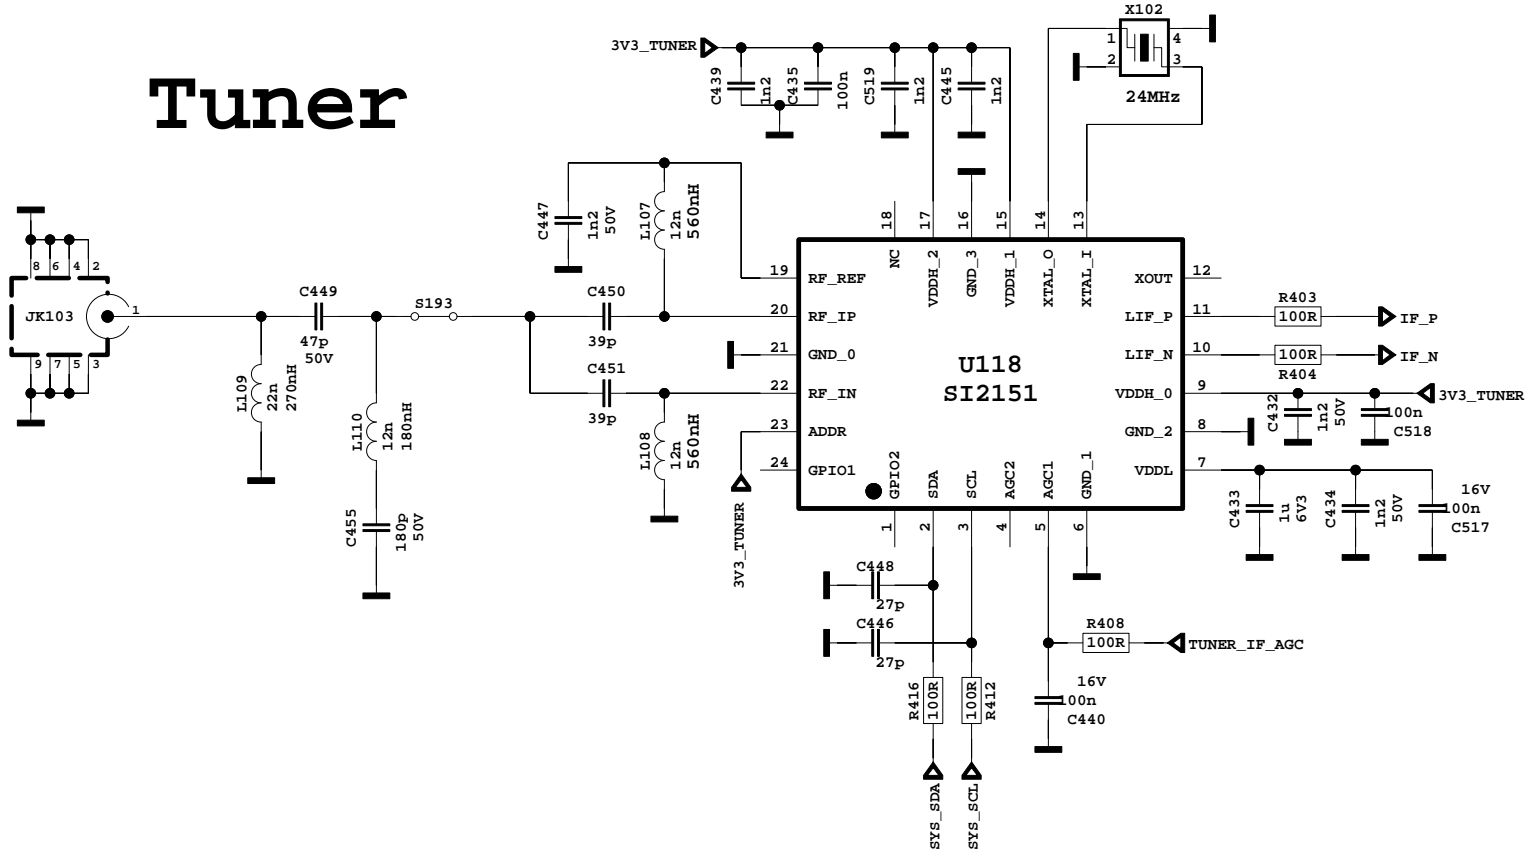 Tuner
3V3_TUNER
C439
1n2
C435
100n
C519
1n2
C445
1n2
X102
1
4
2
3
24MHz
C447
1n2
50V
L107
12n
560nH
18
17
16
15
14
13
NC
VDDH_2
GND_3
VDDH_1
XTAL_O
XTAL_I
8
6
4
2
JK103
1
9
7
5
3
C449
47p
50V
S193
L109
22n
270nH
L110
12n
180nH
C455
180p
50V
C450
39p
C451
39p
L108
12n
560nH
3V3_TUNER
19
RF_REF
20
RF_IP
21
GND_0
22
RF_IN
23
ADDR
24
GPIO1
U118
SI2151
XOUT
12
LIF_P
11
LIF_N
10
VDDH_0
9
GND_2
8
VDDL
7
R403
100R
IF_P
100R
R404
IF_N
3V3_TUNER
C432
1n2
50V
100n
C518
C433
1u
6V3
C434
1n2
50V
16V
100n
C517
GPIO2
SDA
SCL
AGC2
AGC1
GND_1
1
2
3
4
5
6
C448
27p
C446
27p
R416
100R
100R
R412
SYS_SDA
SYS_SCL
R408
100R
TUNER_IF_AGC
16V
100n
C440